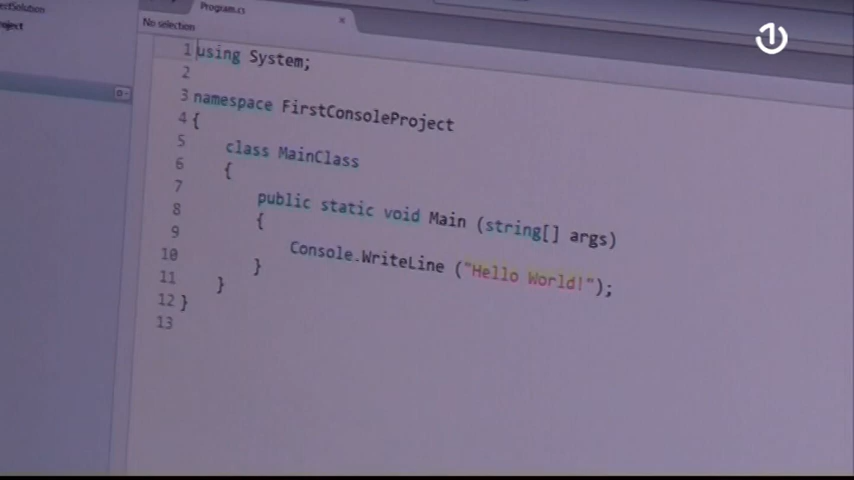 Program.cs
No selection
1 using System;
2
3 namespace FirstConsoleProject
4 {
5 class MainClass
6 {
7 public static void Main (string[] args)
8 {
9 Console.WriteLine ("Hello World!");
10 }
11 }
12 }
13